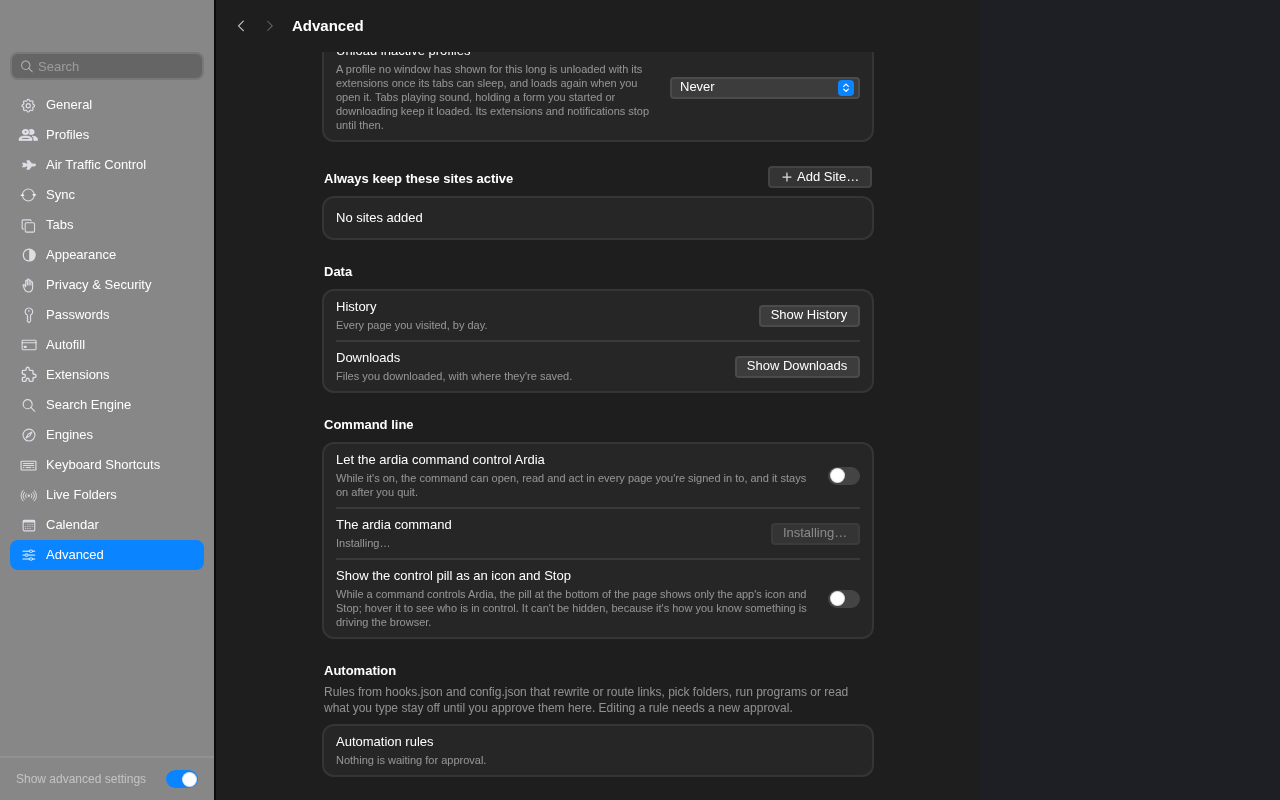 Advanced
Search
General
Profiles
Air Traffic Control
Sync
Tabs
Appearance
Privacy & Security
Passwords
Autofill
Extensions
Search Engine
Engines
Keyboard Shortcuts
Live Folders
Calendar
Advanced
Show advanced settings
Unload inactive profiles
A profile no window has shown for this long is unloaded with its
extensions once its tabs can sleep, and loads again when you
open it. Tabs playing sound, holding a form you started or
downloading keep it loaded. Its extensions and notifications stop
until then.
Never
Always keep these sites active
Add Site…
No sites added
Data
History
Every page you visited, by day.
Show History
Downloads
Files you downloaded, with where they're saved.
Show Downloads
Command line
Let the ardia command control Ardia
While it's on, the command can open, read and act in every page you're signed in to, and it stays
on after you quit.
The ardia command
Installing…
Installing…
Show the control pill as an icon and Stop
While a command controls Ardia, the pill at the bottom of the page shows only the app's icon and
Stop; hover it to see who is in control. It can't be hidden, because it's how you know something is
driving the browser.
Automation
Rules from hooks.json and config.json that rewrite or route links, pick folders, run programs or read
what you type stay off until you approve them here. Editing a rule needs a new approval.
Automation rules
Nothing is waiting for approval.